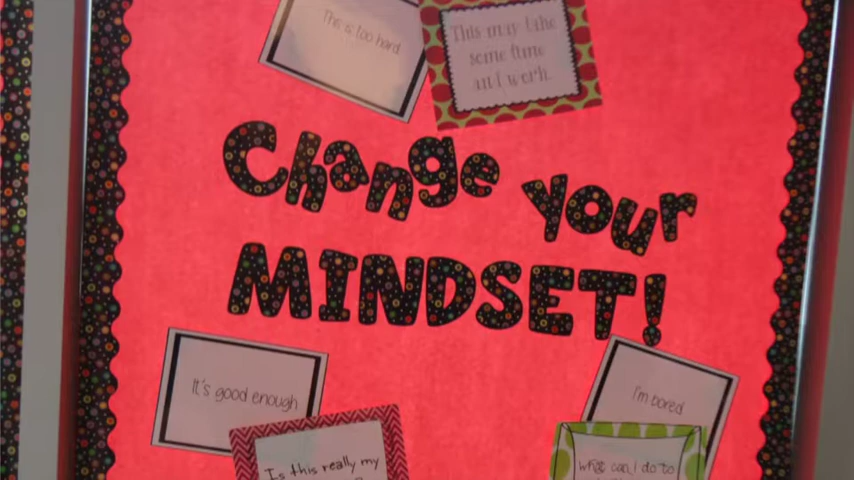 This is too hard
This may take
some time
and work.
Change your
MINDSET!
It's good enough
I'm bored
Is this really my
what can I do to